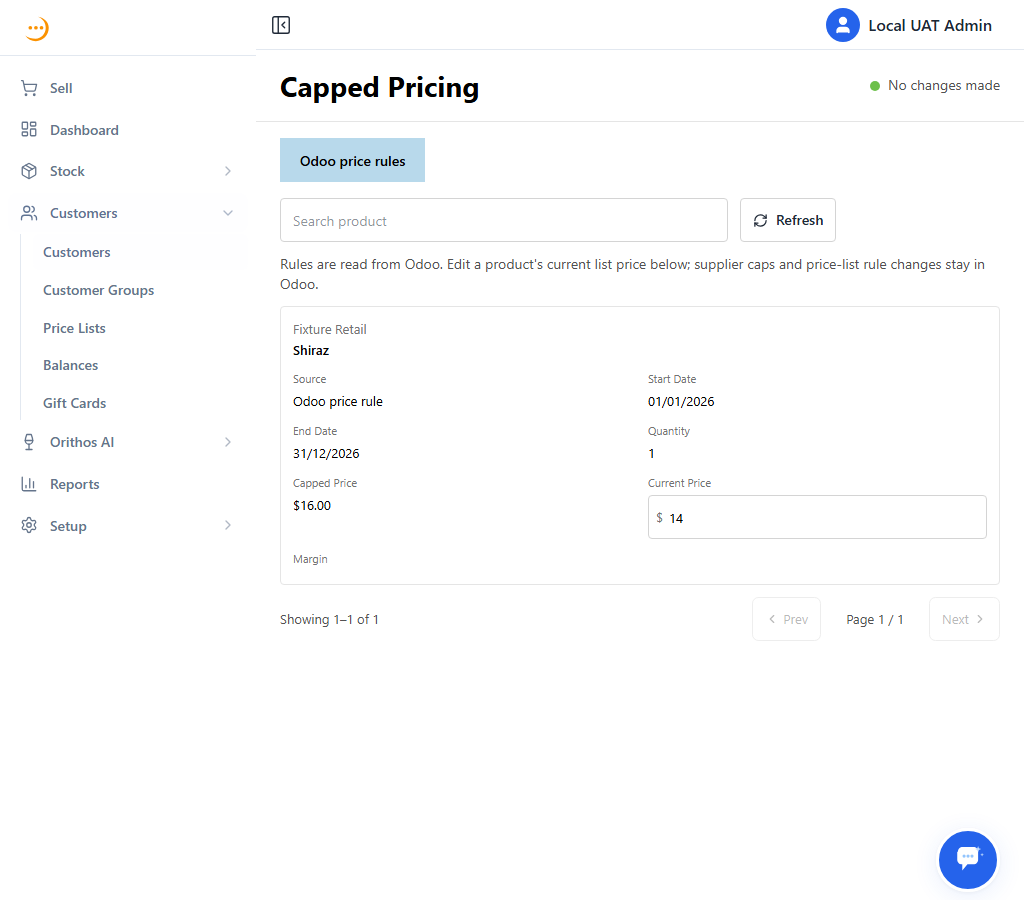 Local UAT Admin
Sell
Dashboard
Stock
Customers
Customers
Customer Groups
Price Lists
Balances
Gift Cards
Orithos AI
Reports
Setup
Capped Pricing
No changes made
Odoo price rules
Search product
Refresh
Rules are read from Odoo. Edit a product's current list price below; supplier caps and price-list rule changes stay in
Odoo.
Fixture Retail
Shiraz
Source
Start Date
Odoo price rule
01/01/2026
End Date
Quantity
31/12/2026
1
Capped Price
Current Price
$16.00
$ 14
Margin
Showing 1–1 of 1
Prev
Page 1 / 1
Next